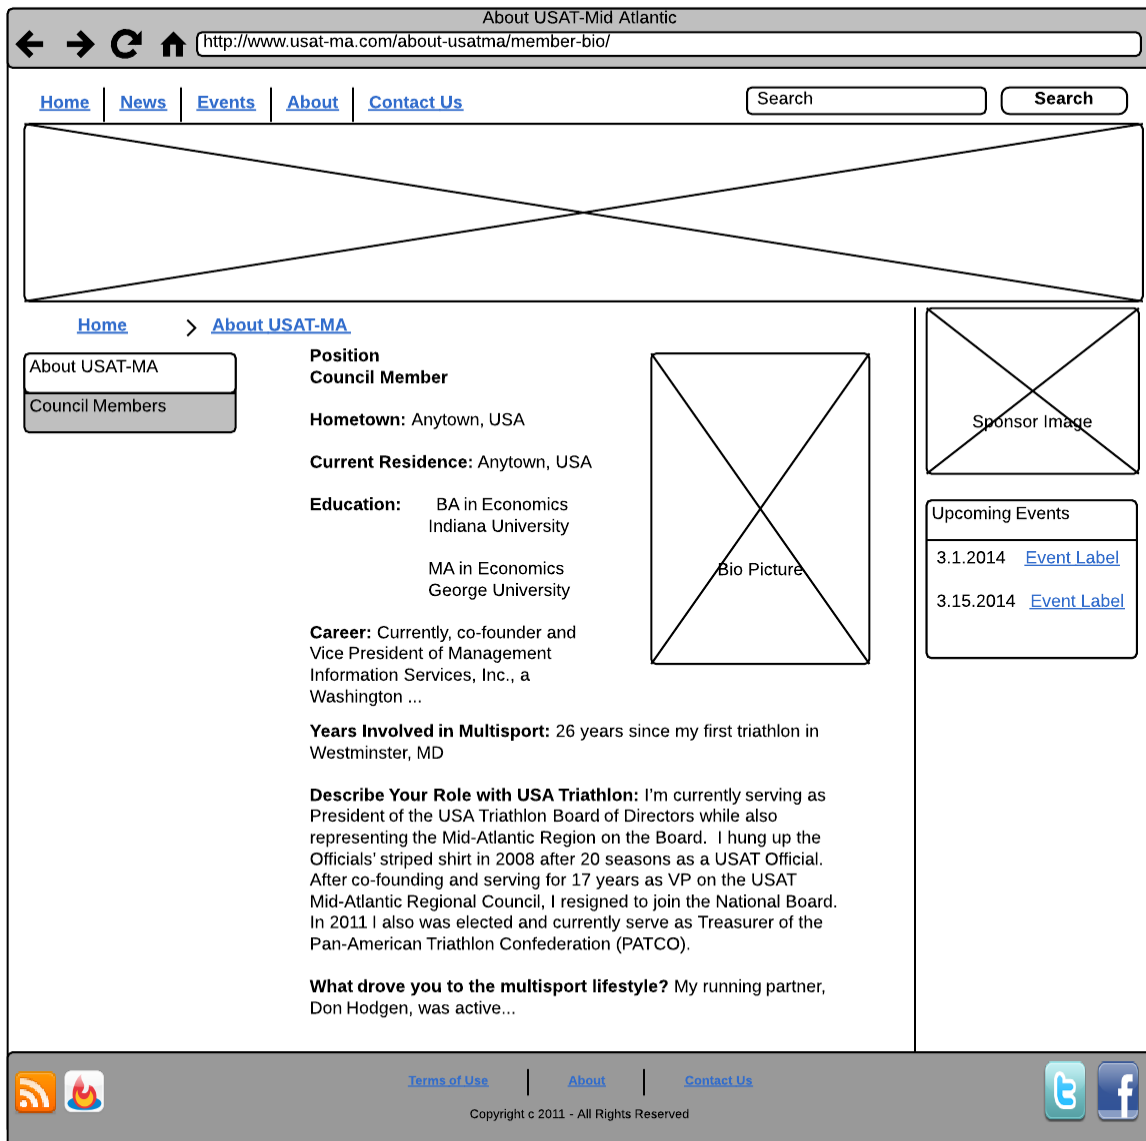 About USAT-Mid Atlantic
http://www.usat-ma.com/about-usatma/member-bio/
Home News Events About Contact Us Search Search
Home > About USAT-MA
About USAT-MA
Council Members
Position
Council Member
Hometown: Anytown, USA
Current Residence: Anytown, USA
Education: BA in Economics
Indiana University
MA in Economics
George University
Career: Currently, co-founder and
Vice President of Management
Information Services, Inc., a
Washington ...
Years Involved in Multisport: 26 years since my first triathlon in
Westminster, MD
Describe Your Role with USA Triathlon: I'm currently serving as
President of the USA Triathlon Board of Directors while also
representing the Mid-Atlantic Region on the Board. I hung up the
Officials' striped shirt in 2008 after 20 seasons as a USAT Official.
After co-founding and serving for 17 years as VP on the USAT
Mid-Atlantic Regional Council, I resigned to join the National Board.
In 2011 I also was elected and currently serve as Treasurer of the
Pan-American Triathlon Confederation (PATCO).
What drove you to the multisport lifestyle? My running partner,
Don Hodgen, was active...
Bio Picture
Sponsor Image
Upcoming Events
3.1.2014 Event Label
3.15.2014 Event Label
Terms of Use About Contact Us
Copyright c 2011 - All Rights Reserved